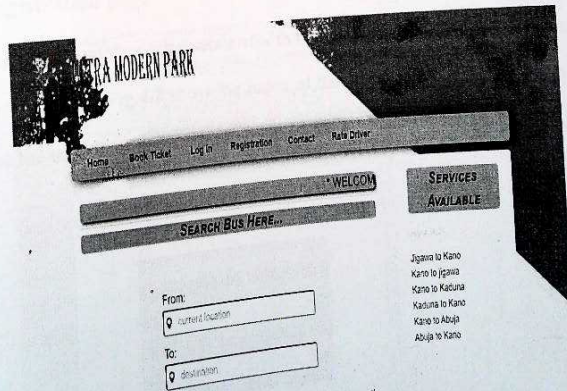 MODERN PARK
Home Book Ticket Log In Registration Contact Rate Driver
* WELCOM
SEARCH BUS HERE...
SERVICES
AVAILABLE
Jigawa to Kano
Kano to jigawa
Kano to Kaduna
Kaduna to Kano
Kano to Abuja
Abuja to Kano
From:
current location
To:
destination